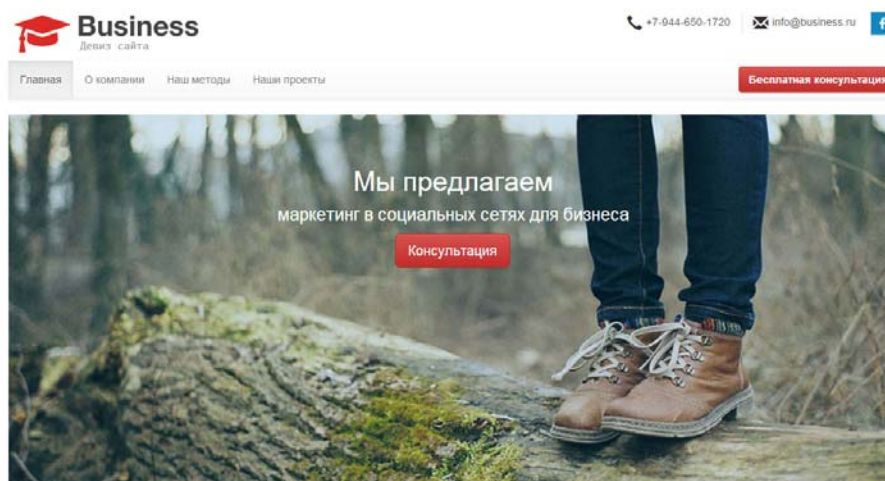 Business
Девиз сайта
+7-944-650-1720
info@business.ru
Главная
О компании
Наш методы
Наши проекты
Бесплатная консультация
Мы предлагаем
маркетинг в социальных сетях для бизнеса
Консультация